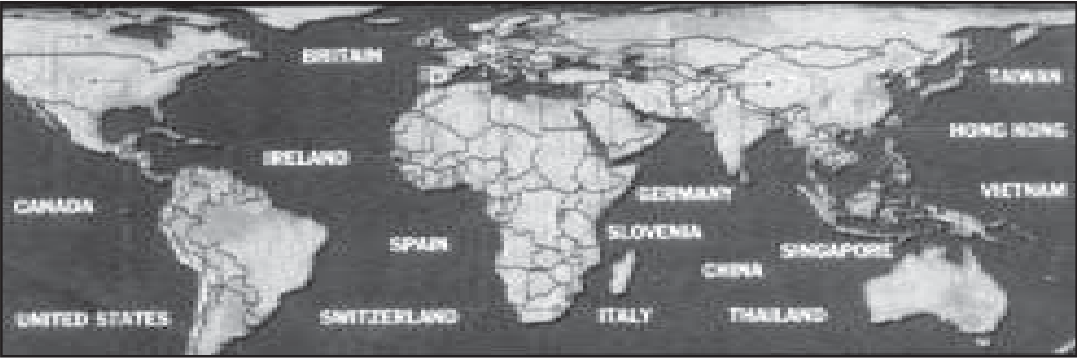 BRITAIN
TAIWAN
HONG KONG
IRELAND
GERMANY
VIETNAM
CANADA
SLOVENIA
SPAIN
SINGAPORE
CHINA
UNITED STATES
SWITZERLAND
ITALY
THAILAND